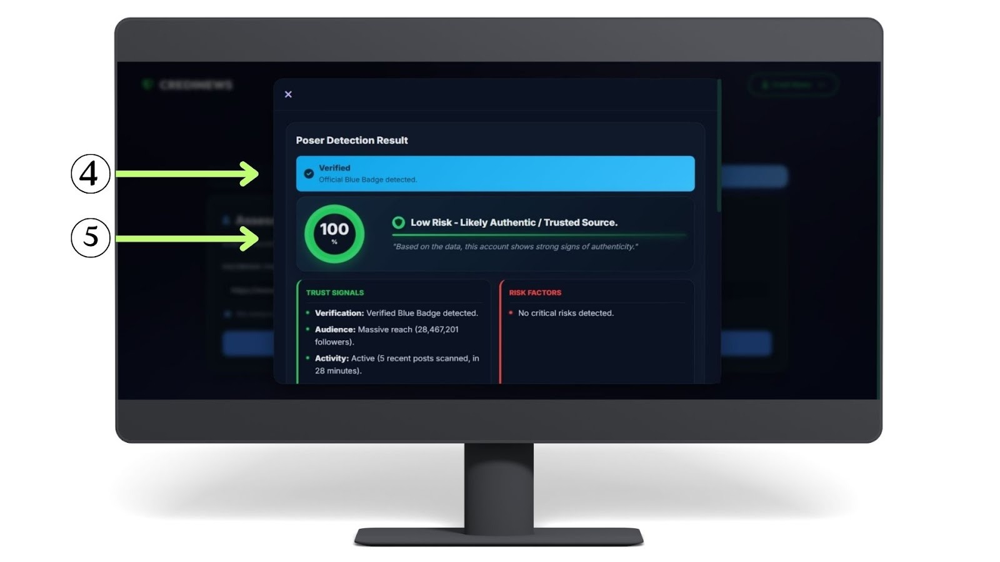 CREDINEWS
Poser Detection Result
4
Verified
Official Blue Badge detected.
5
100
%
Low Risk - Likely Authentic / Trusted Source.
"Based on the data, this account shows strong signs of authenticity."
TRUST SIGNALS
Verification: Verified Blue Badge detected.
Audience: Massive reach (28,467,201
followers).
Activity: Active (5 recent posts scanned, in
28 minutes).
RISK FACTORS
No critical risks detected.